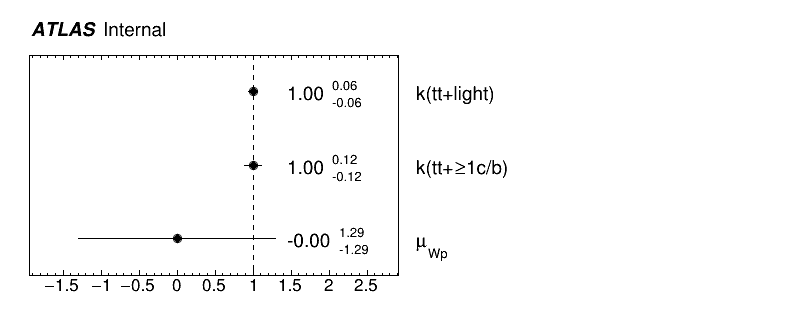 ATLAS Internal
1.00 0.06 -0.06 k(tt+light)
1.00 0.12 -0.12 k(tt+≥1c/b)
-0.00 1.29 -1.29 μWp
−1.5 −1 −0.5 0 0.5 1 1.5 2 2.5